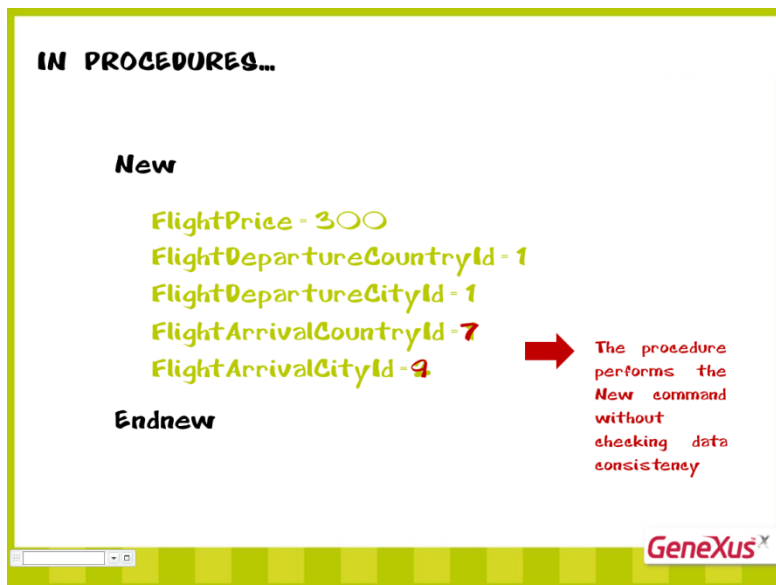 IN PROCEDURES...
New
FlightPrice = 300
FlightDepartureCountryId = 1
FlightDepartureCityId = 1
FlightArrivalCountryId = 7
FlightArrivalCityId = 9
Endnew
The procedure
performs the
New command
without
checking data
consistency
GeneXus X